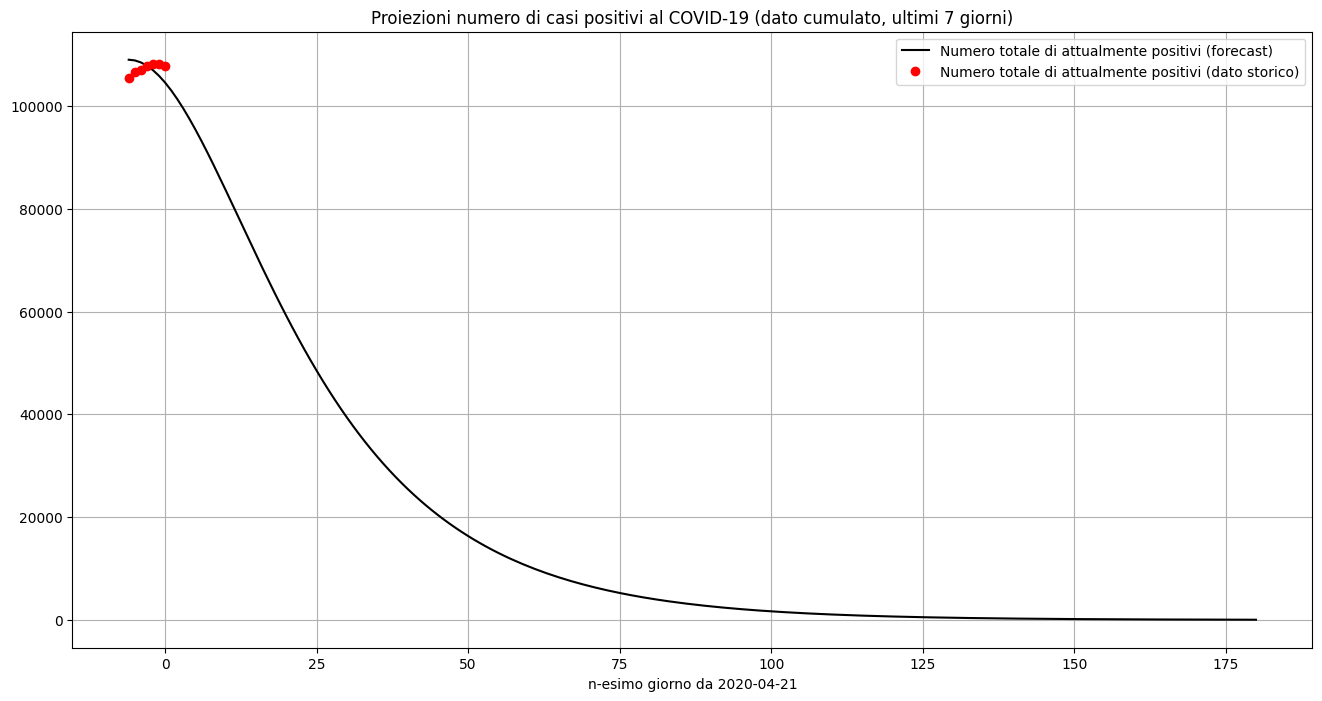 Proiezioni numero di casi positivi al COVID-19 (dato cumulato, ultimi 7 giorni)
Numero totale di attualmente positivi (forecast)
Numero totale di attualmente positivi (dato storico)
100000
80000
60000
40000
20000
0
0 25 50 75 100 125 150 175
n-esimo giorno da 2020-04-21